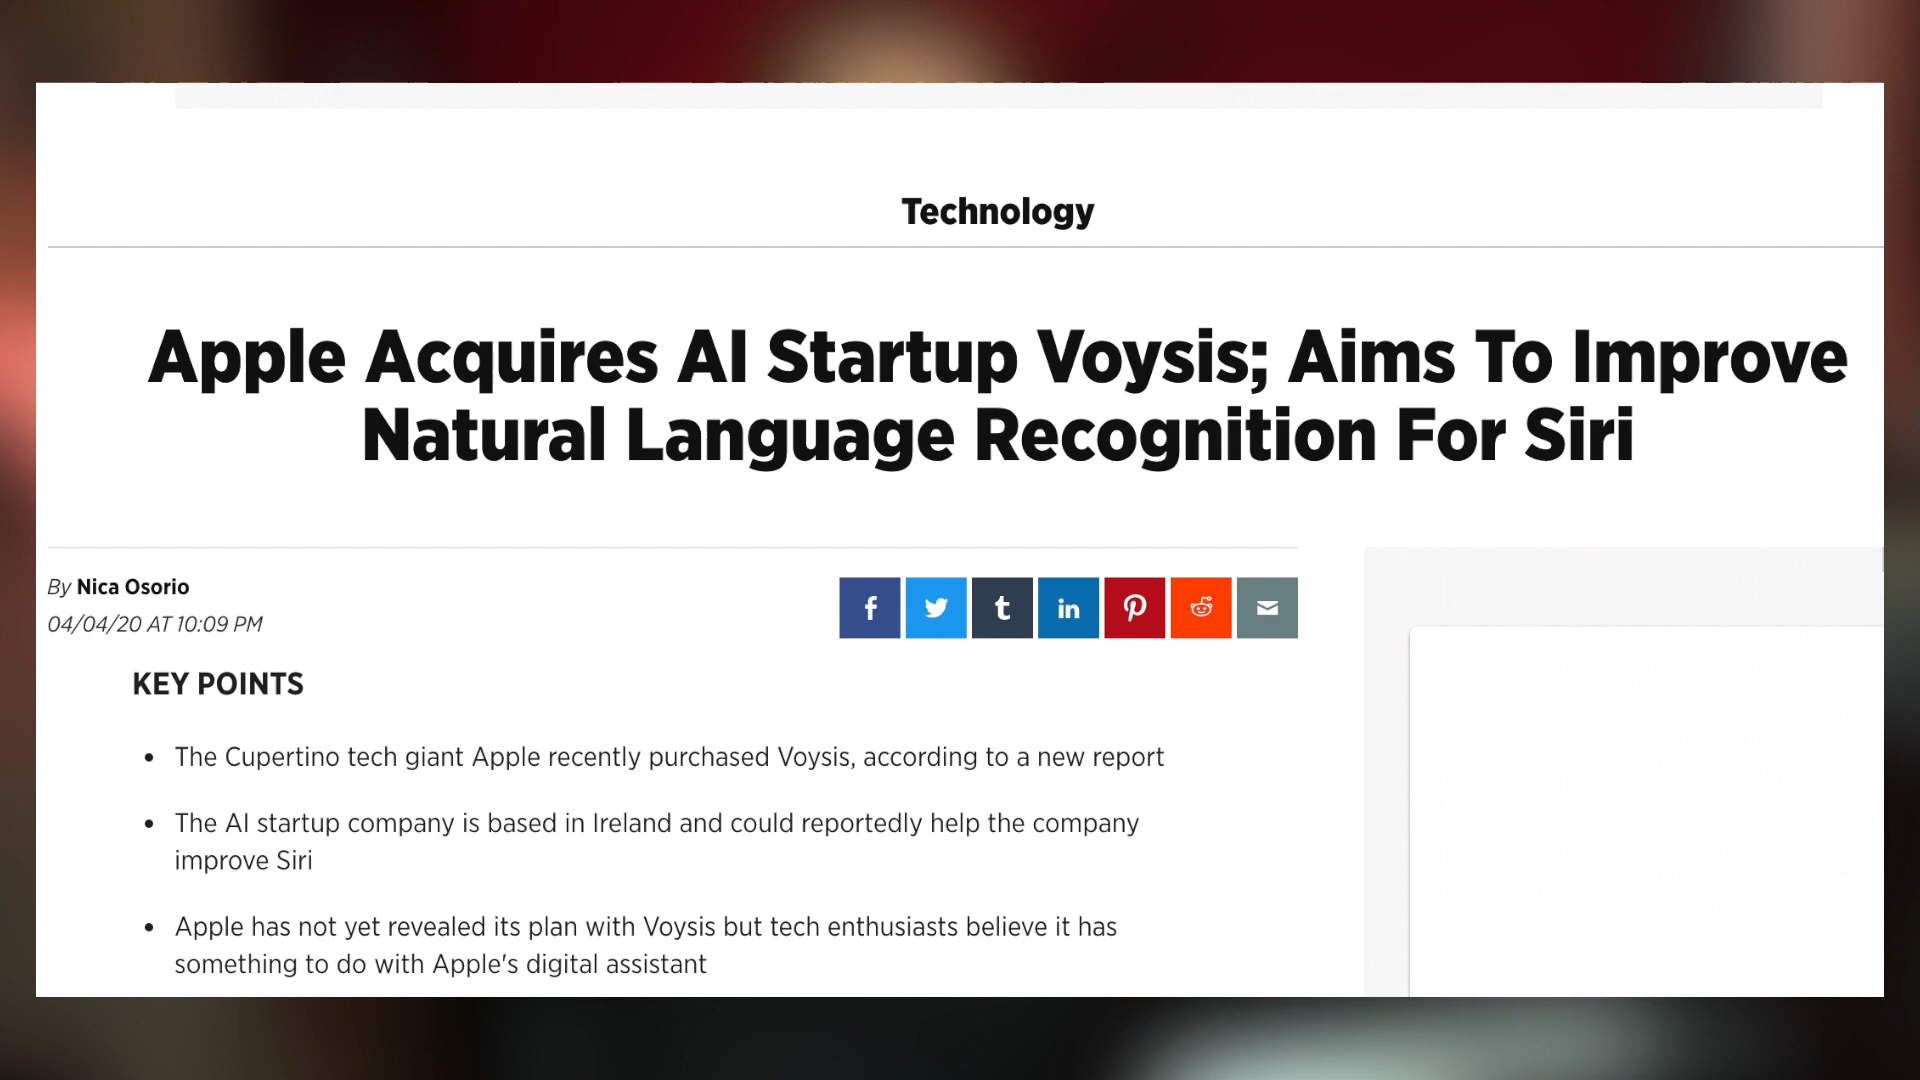 Technology
Apple Acquires AI Startup Voysis; Aims To Improve
Natural Language Recognition For Siri
By Nica Osorio
04/04/20 AT 10:09 PM
f t in
KEY POINTS
• The Cupertino tech giant Apple recently purchased Voysis, according to a new report
• The AI startup company is based in Ireland and could reportedly help the company
improve Siri
• Apple has not yet revealed its plan with Voysis but tech enthusiasts believe it has
something to do with Apple's digital assistant